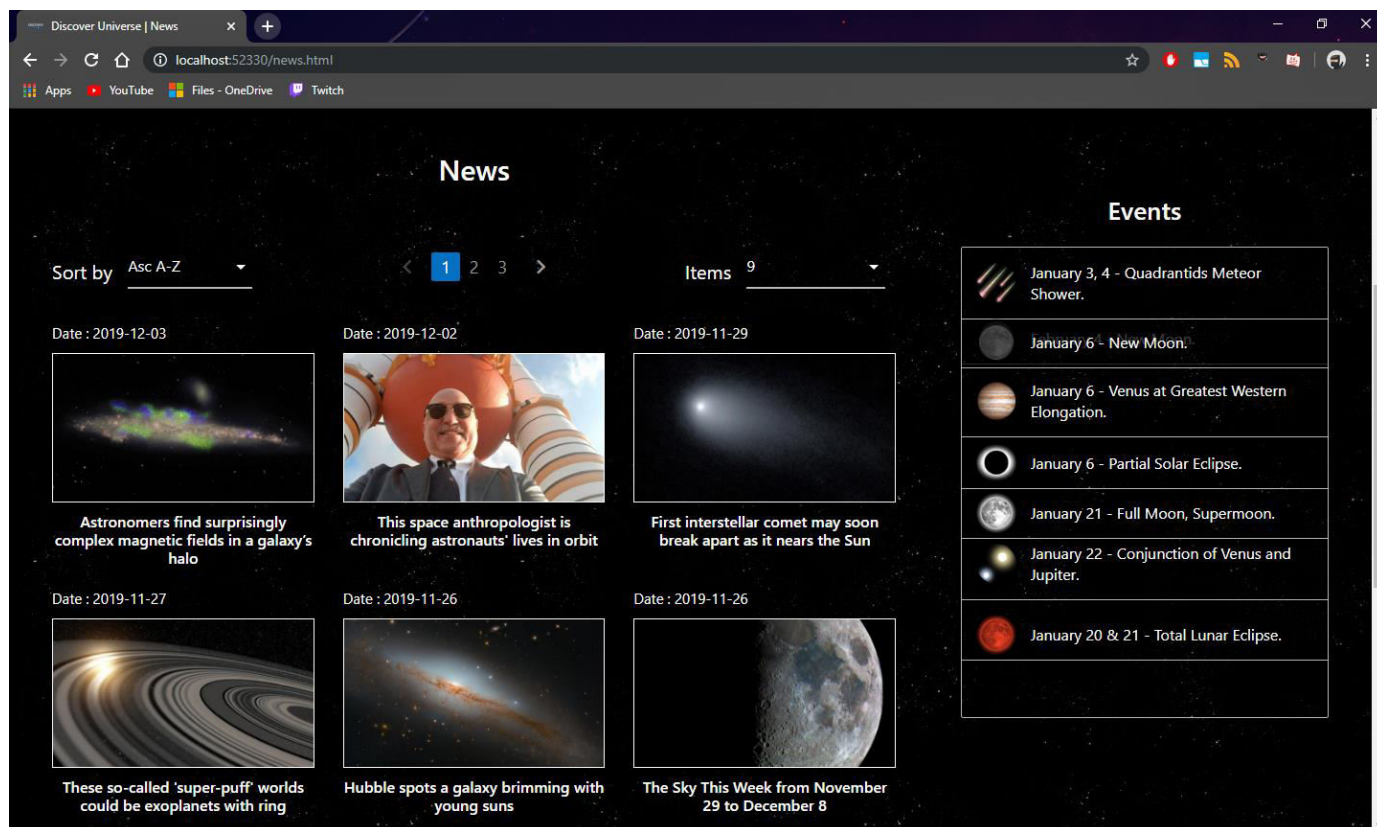 Discover Universe | News
localhost:52330/news.html
Apps YouTube Files - OneDrive Twitch
News
Sort by Asc A-Z
1 2 3
Items 9
Date : 2019-12-03
Astronomers find surprisingly
complex magnetic fields in a galaxy's
halo
Date : 2019-12-02
This space anthropologist is
chronicling astronauts' lives in orbit
Date : 2019-11-29
First interstellar comet may soon
break apart as it nears the Sun
Date : 2019-11-27
These so-called 'super-puff' worlds
could be exoplanets with ring
Date : 2019-11-26
Hubble spots a galaxy brimming with
young suns
Date : 2019-11-26
The Sky This Week from November
29 to December 8
Events
January 3, 4 - Quadrantids Meteor
Shower.
January 6 - New Moon.
January 6 - Venus at Greatest Western
Elongation.
January 6 - Partial Solar Eclipse.
January 21 - Full Moon, Supermoon.
January 22 - Conjunction of Venus and
Jupiter.
January 20 & 21 - Total Lunar Eclipse.